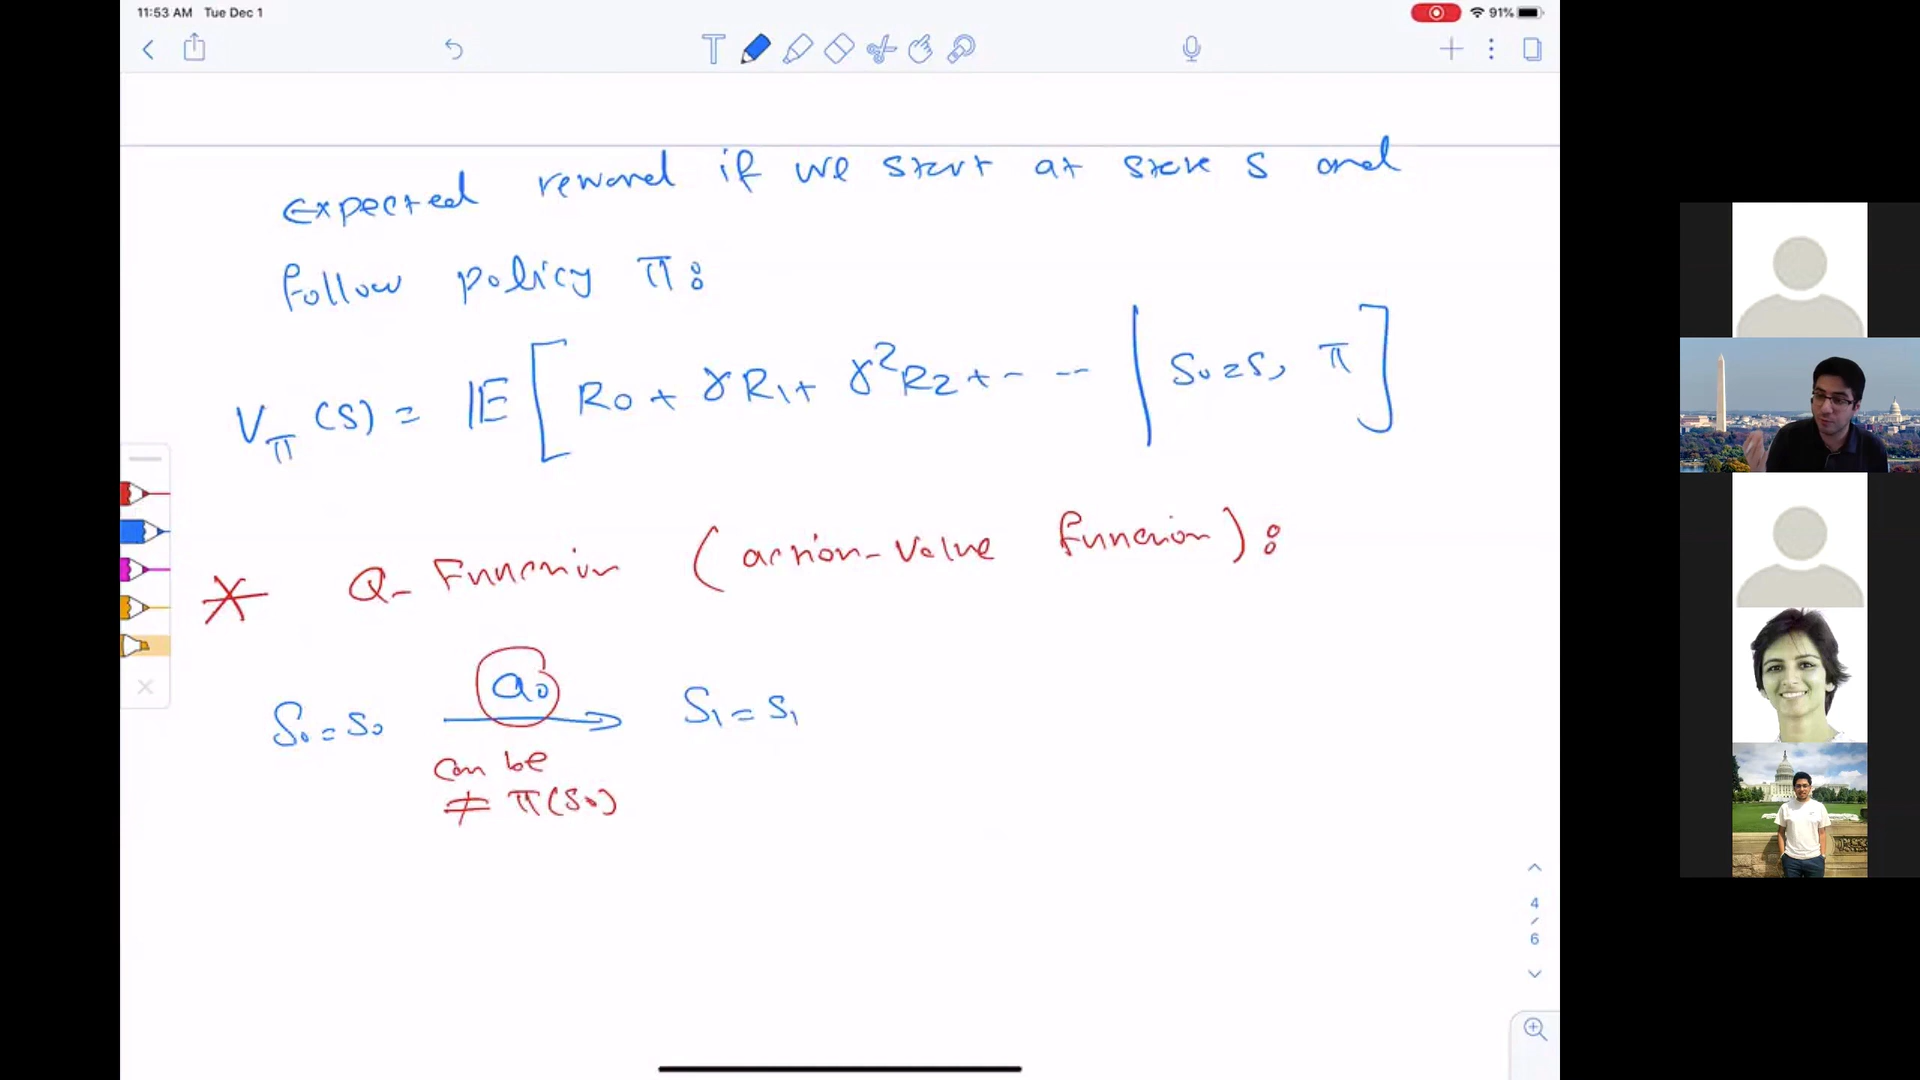 11:53 AM Tue Dec 1
91%
expected reward if we start at state s and
follow policy π:
V_π(s) = 𝔼[R₀ + γR₁ + γ²R₂ + - -- | S₀=s, π]
* Q-Function (action-value function):
S₀=s₀ a₀ S₁=s₁
can be
≠ π(s₀)
4
/
6